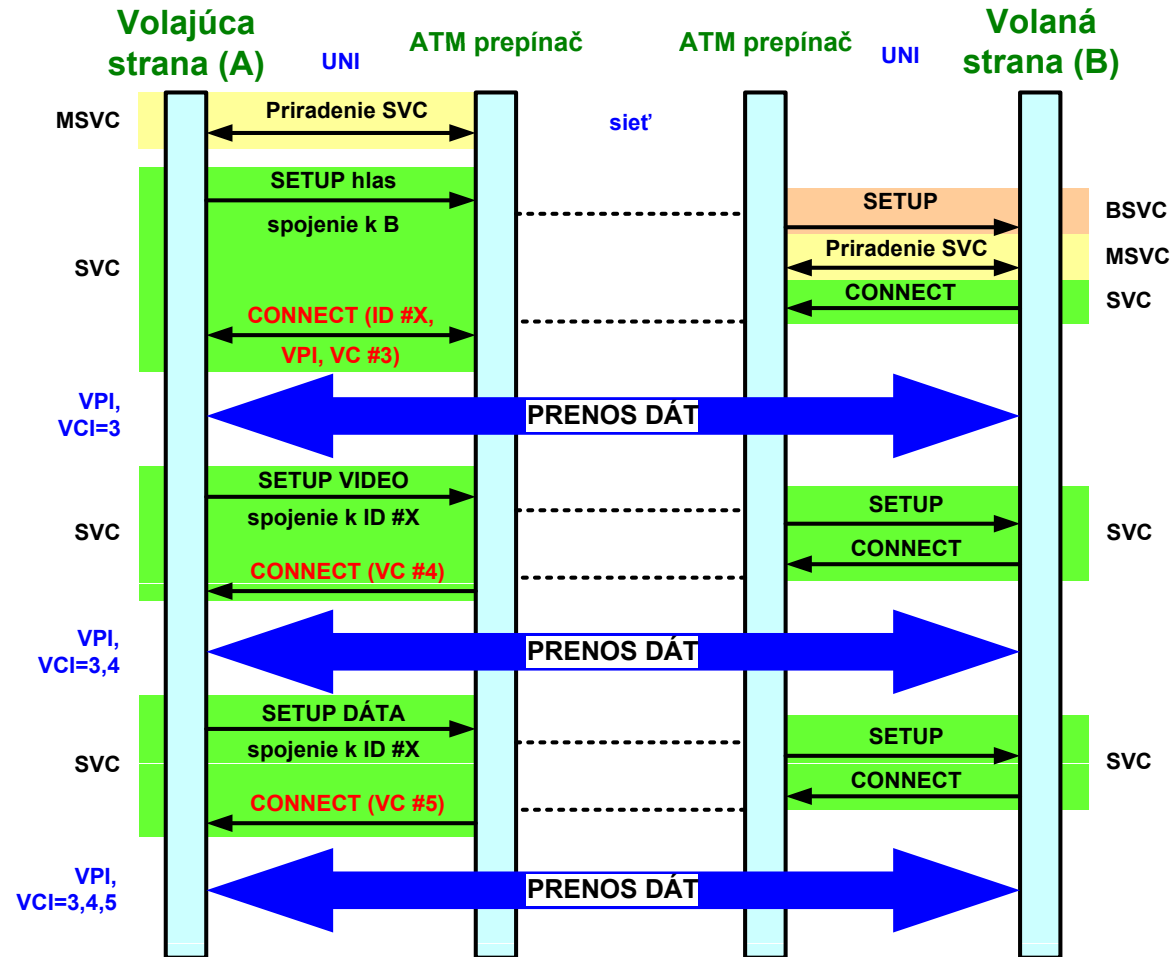 Volajúca
strana (A)
UNI
ATM prepínač
ATM prepínač
UNI
Volaná
strana (B)
MSVC
Priradenie SVC
sieť
SETUP hlas
spojenie k B
SVC
CONNECT (ID #X,
VPI, VC #3)
SETUP
BSVC
Priradenie SVC
MSVC
CONNECT
SVC
VPI,
VCI=3
PRENOS DÁT
SETUP VIDEO
spojenie k ID #X
SVC
CONNECT (VC #4)
SETUP
CONNECT
SVC
VPI,
VCI=3,4
PRENOS DÁT
SETUP DÁTA
spojenie k ID #X
SVC
CONNECT (VC #5)
SETUP
CONNECT
SVC
VPI,
VCI=3,4,5
PRENOS DÁT